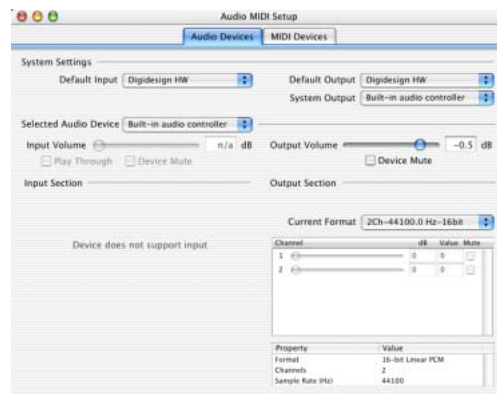 Audio MIDI Setup
Audio Devices MIDI Devices
System Settings
Default Input Digidesign HW Default Output Digidesign HW
System Output Built-in audio controller
Selected Audio Device Built-in audio controller
Input Volume n/a dB Output Volume -0.5 dB
Play Through Device Mute Device Mute
Input Section Output Section
Current Format 2Ch-44100.0 Hz-16bit
Device does not support input
Channel dB Value Mute
1 0 0
2 0 0
Property Value
Format 16-bit Linear PCM
Channels 2
Sample Rate (Hz) 44100